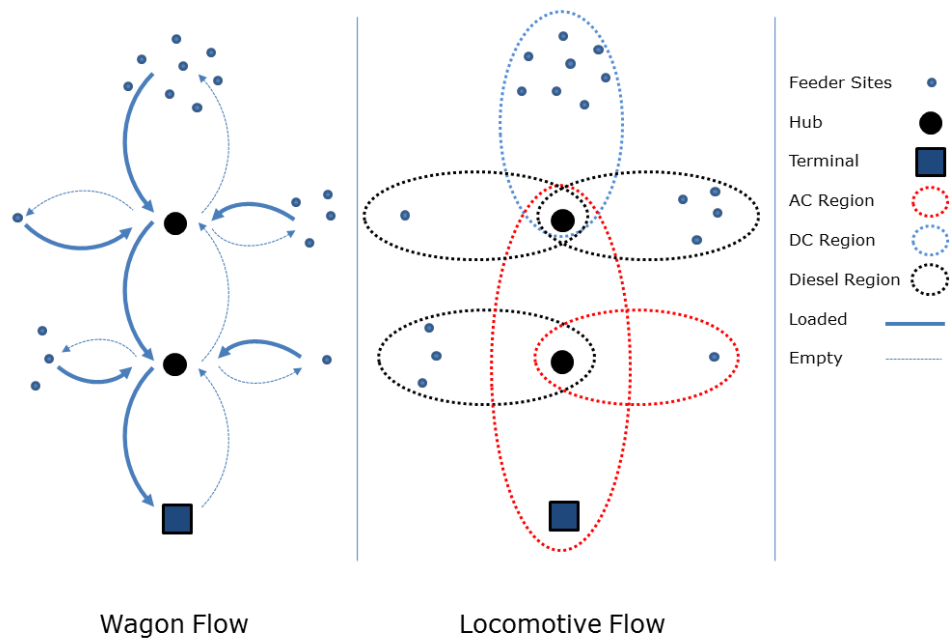 Feeder Sites
Hub
Terminal
AC Region
DC Region
Diesel Region
Loaded
Empty
Wagon Flow
Locomotive Flow